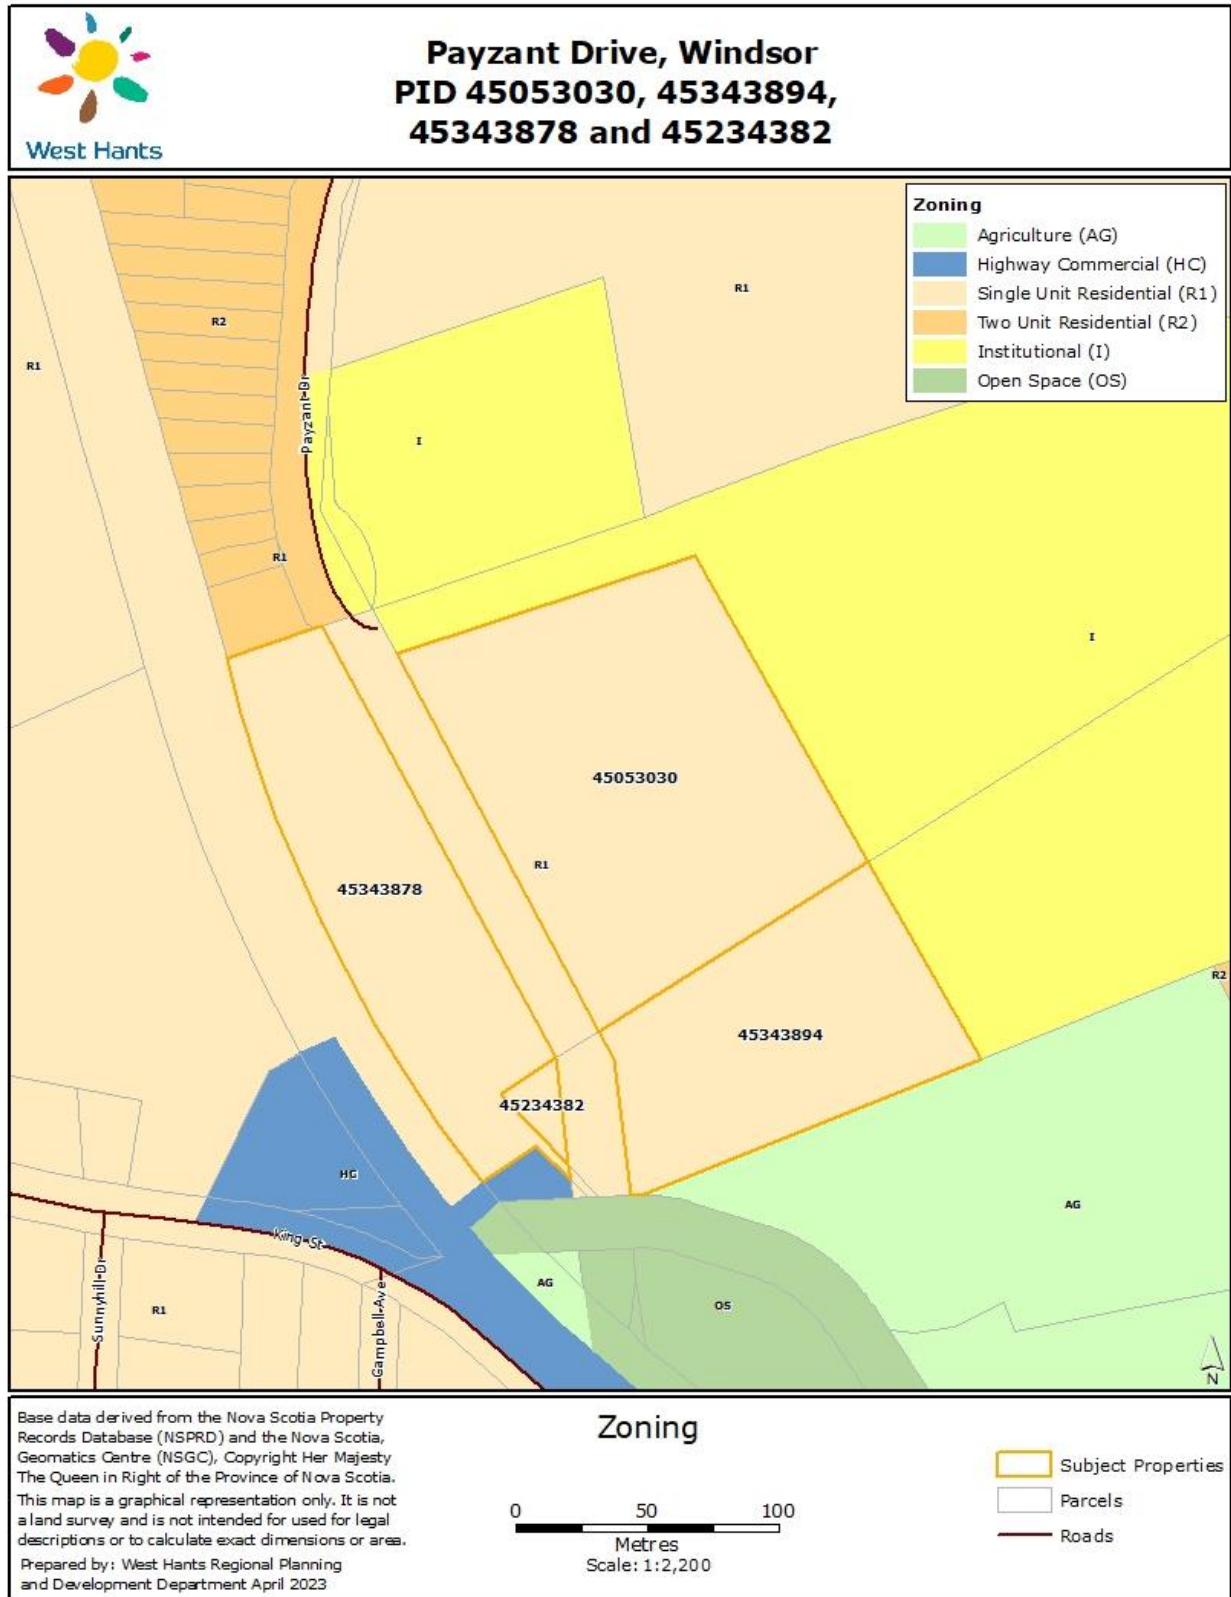 West Hants
Payzant Drive, Windsor
PID 45053030, 45343894,
45343878 and 45234382
Zoning
Agriculture (AG)
Highway Commercial (HC)
Single Unit Residential (R1)
Two Unit Residential (R2)
Institutional (I)
Open Space (OS)
R1
R2
R1
Payzant Dr
I
R1
I
45053030
R1
45343878
R2
45343894
45234382
HC
AG
King St
AG
OS
Sunnyhill Dr
R1
Campbell Ave
N
Base data derived from the Nova Scotia Property
Records Database (NSPRD) and the Nova Scotia,
Geomatics Centre (NSGC), Copyright Her Majesty
The Queen in Right of the Province of Nova Scotia.
This map is a graphical representation only. It is not
a land survey and is not intended for used for legal
descriptions or to calculate exact dimensions or area.
Prepared by: West Hants Regional Planning
and Development Department April 2023
Zoning
0 50 100
Metres
Scale: 1:2,200
Subject Properties
Parcels
Roads